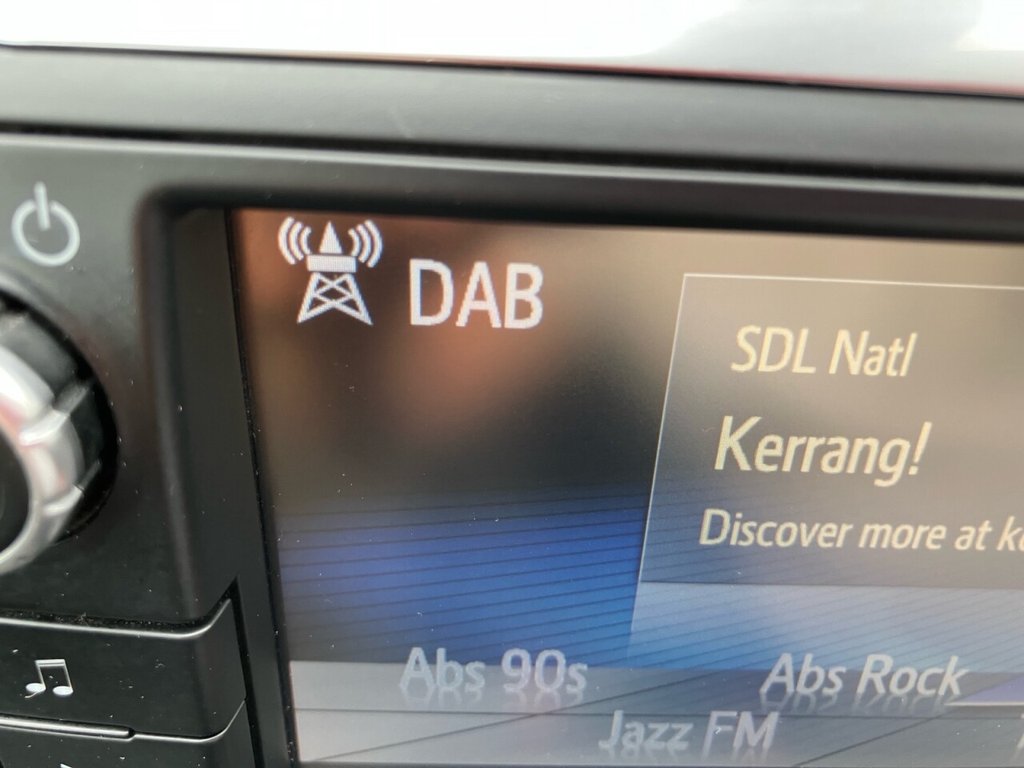 DAB
SDL Natl
Kerrang!
Discover more at
Abs 90s
Abs Rock
Jazz FM